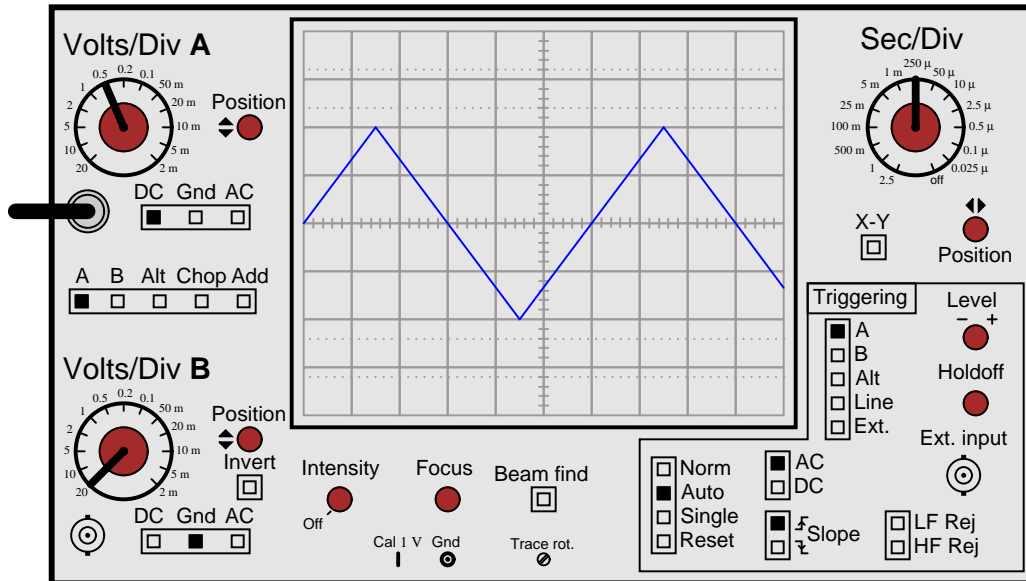 Volts/Div A
20 10 5 2 1 0.5 0.2 0.1 50 m 20 m 10 m 5 m 2 m
Position
DC Gnd AC
A B Alt Chop Add
Volts/Div B
20 10 5 2 1 0.5 0.2 0.1 50 m 20 m 10 m 5 m 2 m
Position
Invert
DC Gnd AC
Intensity
Off
Focus
Beam find
Cal 1 V Gnd
Trace rot.
Sec/Div
2.5 1 500 m 100 m 25 m 5 m 1 m 250 μ 50 μ 10 μ 2.5 μ 0.5 μ 0.1 μ 0.025 μ off
X-Y
Position
Triggering
A
B
Alt
Line
Ext.
Level
− +
Holdoff
Ext. input
Norm
Auto
Single
Reset
AC
DC
Slope
LF Rej
HF Rej